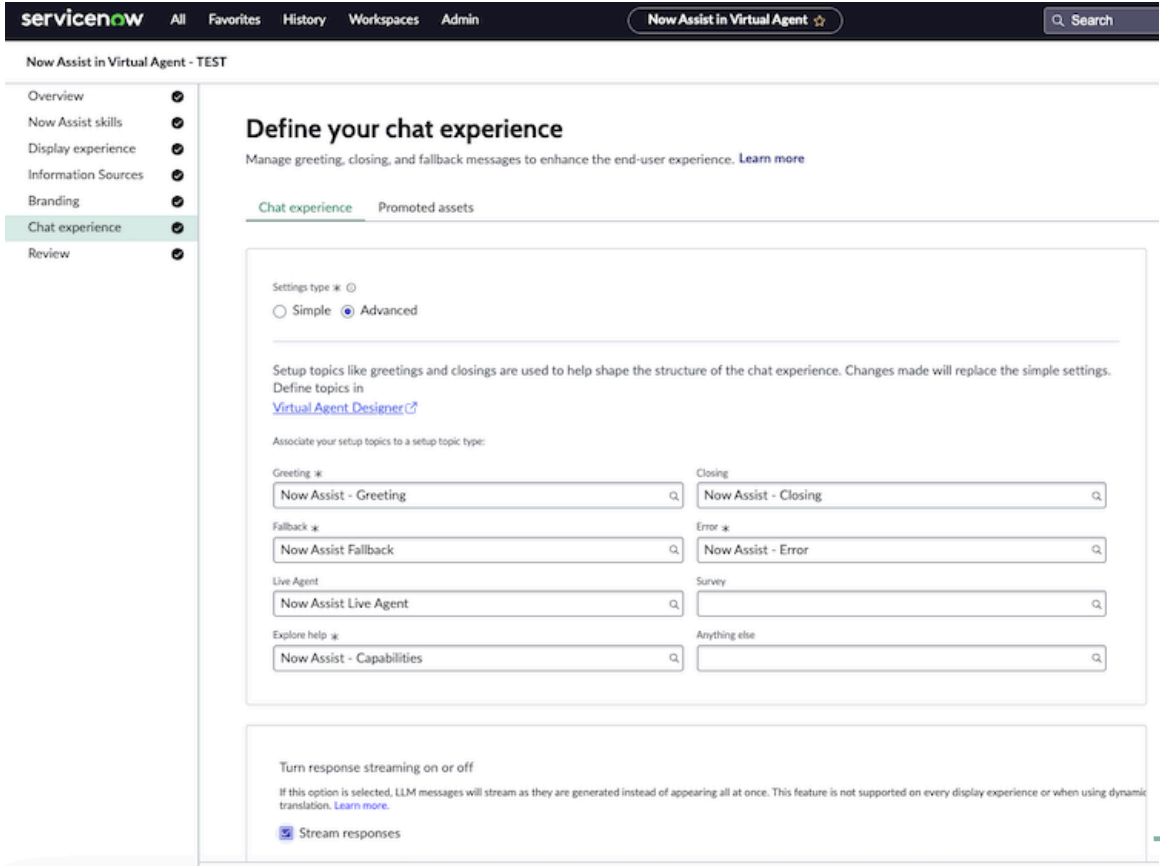 servicenow All Favorites History Workspaces Admin Now Assist in Virtual Agent Search
Now Assist in Virtual Agent - TEST
Overview
Now Assist skills
Display experience
Information Sources
Branding
Chat experience
Review
Define your chat experience
Manage greeting, closing, and fallback messages to enhance the end-user experience. Learn more
Chat experience Promoted assets
Settings type *
Simple Advanced
Setup topics like greetings and closings are used to help shape the structure of the chat experience. Changes made will replace the simple settings.
Define topics in
Virtual Agent Designer
Associate your setup topics to a setup topic type:
Greeting * Closing
Now Assist - Greeting Now Assist - Closing
Fallback * Error *
Now Assist Fallback Now Assist - Error
Live Agent Survey
Now Assist Live Agent
Explore help * Anything else
Now Assist - Capabilities
Turn response streaming on or off
If this option is selected, LLM messages will stream as they are generated instead of appearing all at once. This feature is not supported on every display experience or when using dynamic
translation. Learn more.
Stream responses